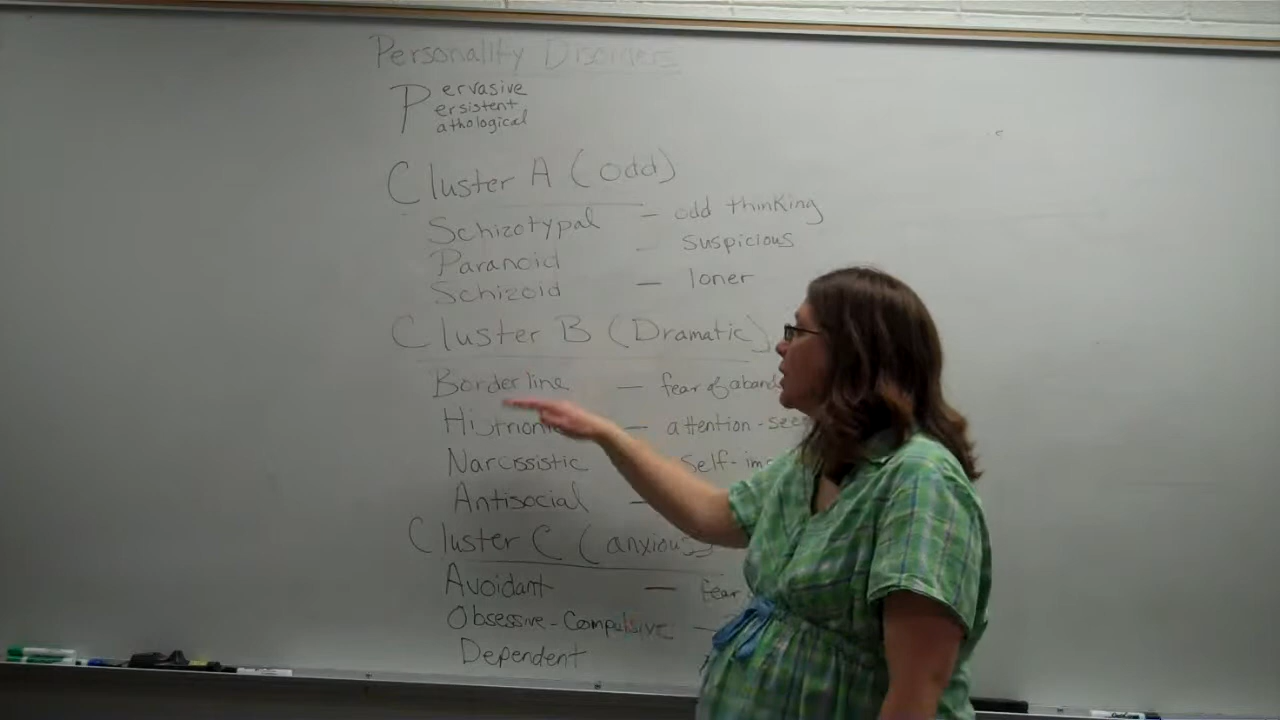 Personality Disorders
Pervasive
Persistent
Pathological
Cluster A (odd)
Schizotypal — odd thinking
Paranoid — suspicious
Schizoid — loner
Cluster B (Dramatic)
Borderline — fear of aband
Histrionic — attention-see
Narcissistic self-im
Antisocial —
Cluster C (anxious)
Avoidant — fear
Obsessive-Compulsive —
Dependent